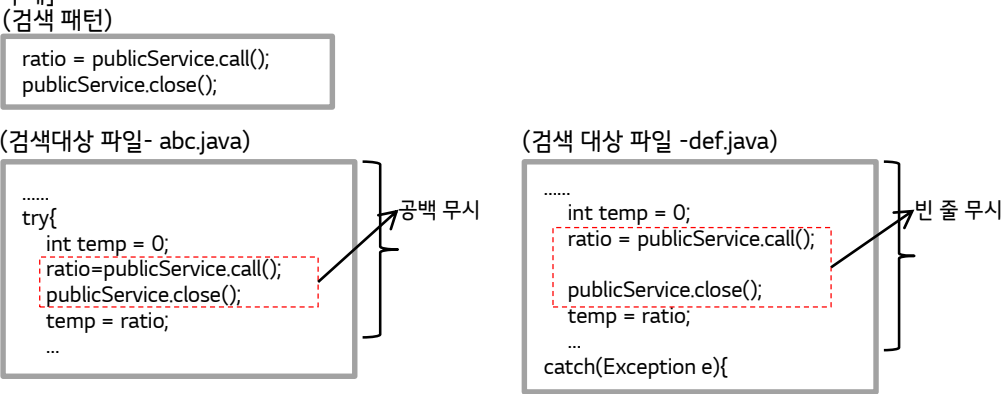 (검색 패턴)
ratio = publicService.call();
publicService.close();
(검색대상 파일- abc.java)
......
try{
int temp = 0;
ratio=publicService.call();
publicService.close();
temp = ratio;
...
공백 무시
(검색 대상 파일 -def.java)
......
int temp = 0;
ratio = publicService.call();
publicService.close();
temp = ratio;
...
catch(Exception e){
빈 줄 무시